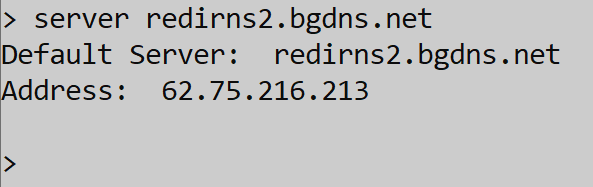 > server redirns2.bgdns.net
Default Server:  redirns2.bgdns.net
Address:  62.75.216.213
>